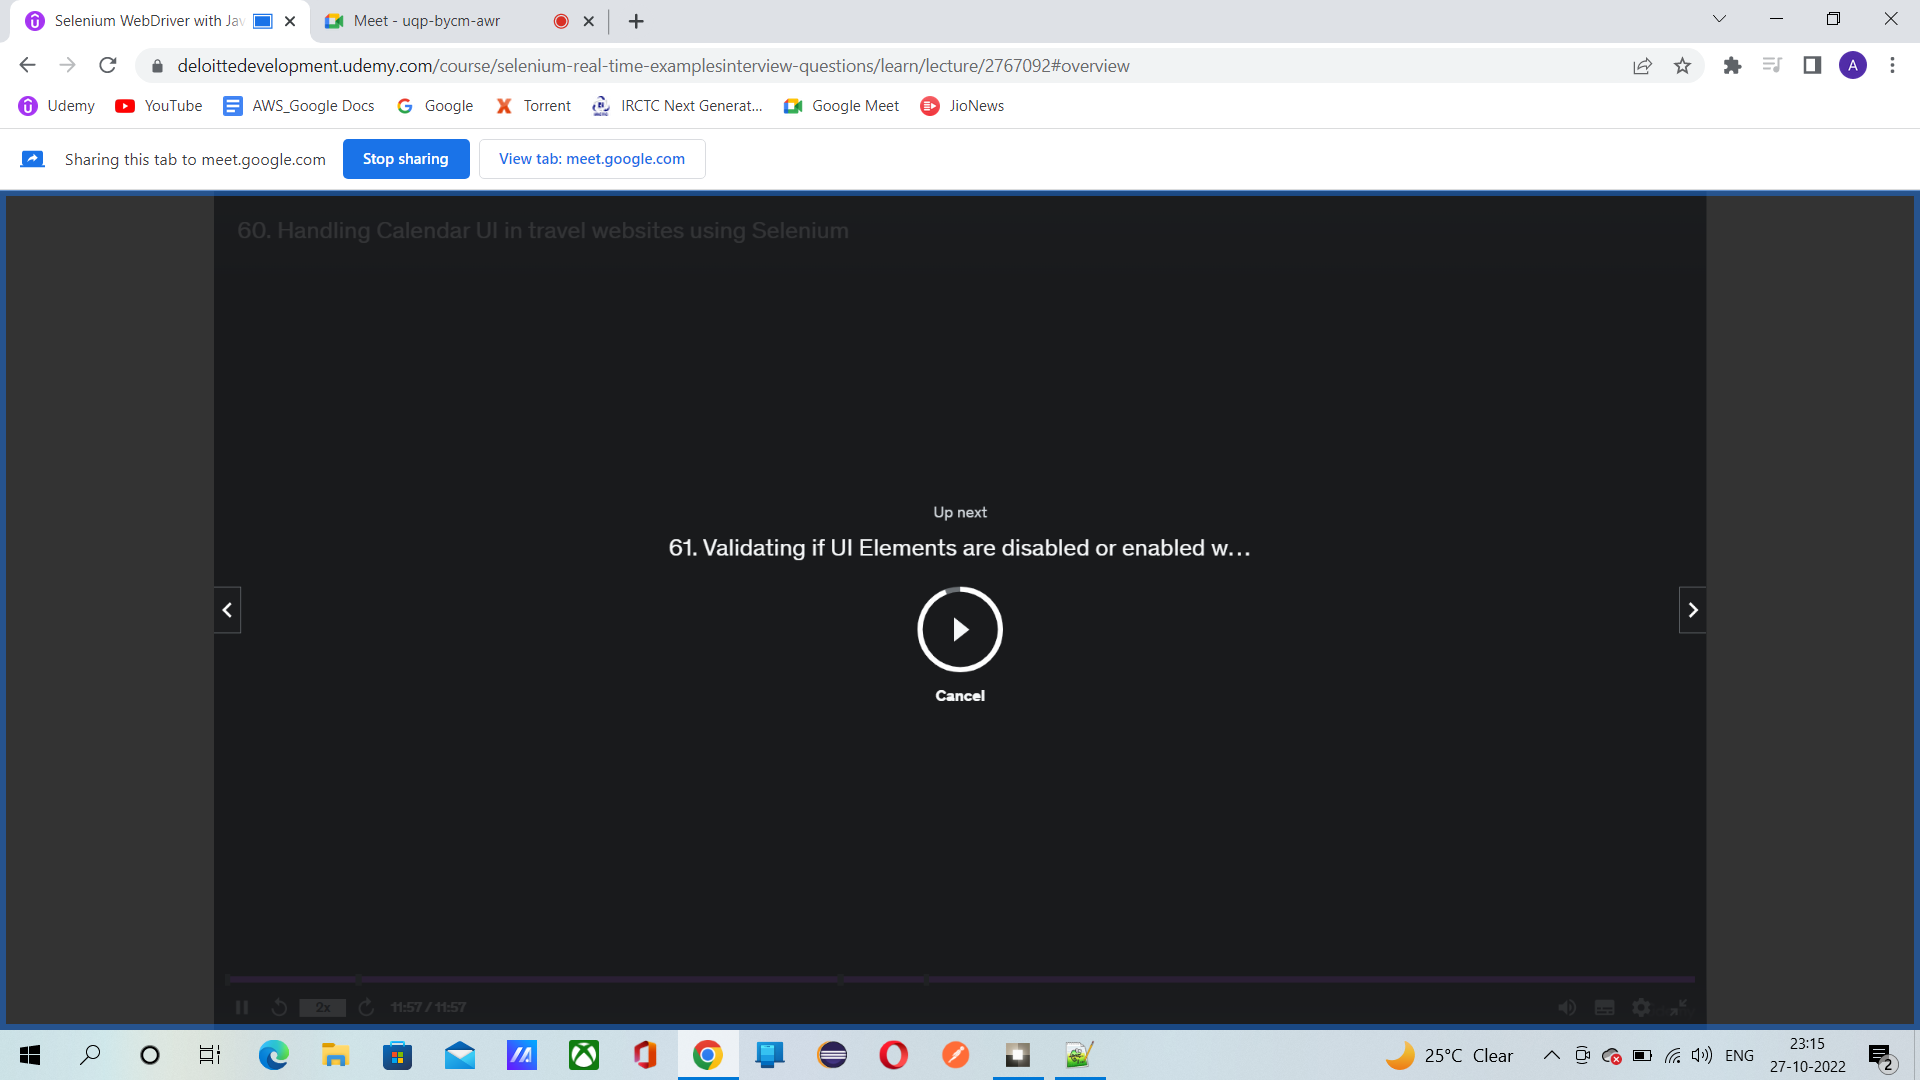 Selenium WebDriver with Jav
Meet - uqp-bycm-awr
deloittedevelopment.udemy.com/course/selenium-real-time-examplesinterview-questions/learn/lecture/2767092#overview
A
Udemy YouTube AWS_Google Docs Google Torrent IRCTC Next Generat... Google Meet JioNews
Sharing this tab to meet.google.com Stop sharing View tab: meet.google.com
60. Handling Calendar UI in travel websites using Selenium
Up next
61. Validating if UI Elements are disabled or enabled w...
Cancel
2x 11:57 / 11:57
25°C Clear ENG 23:15
27-10-2022 2